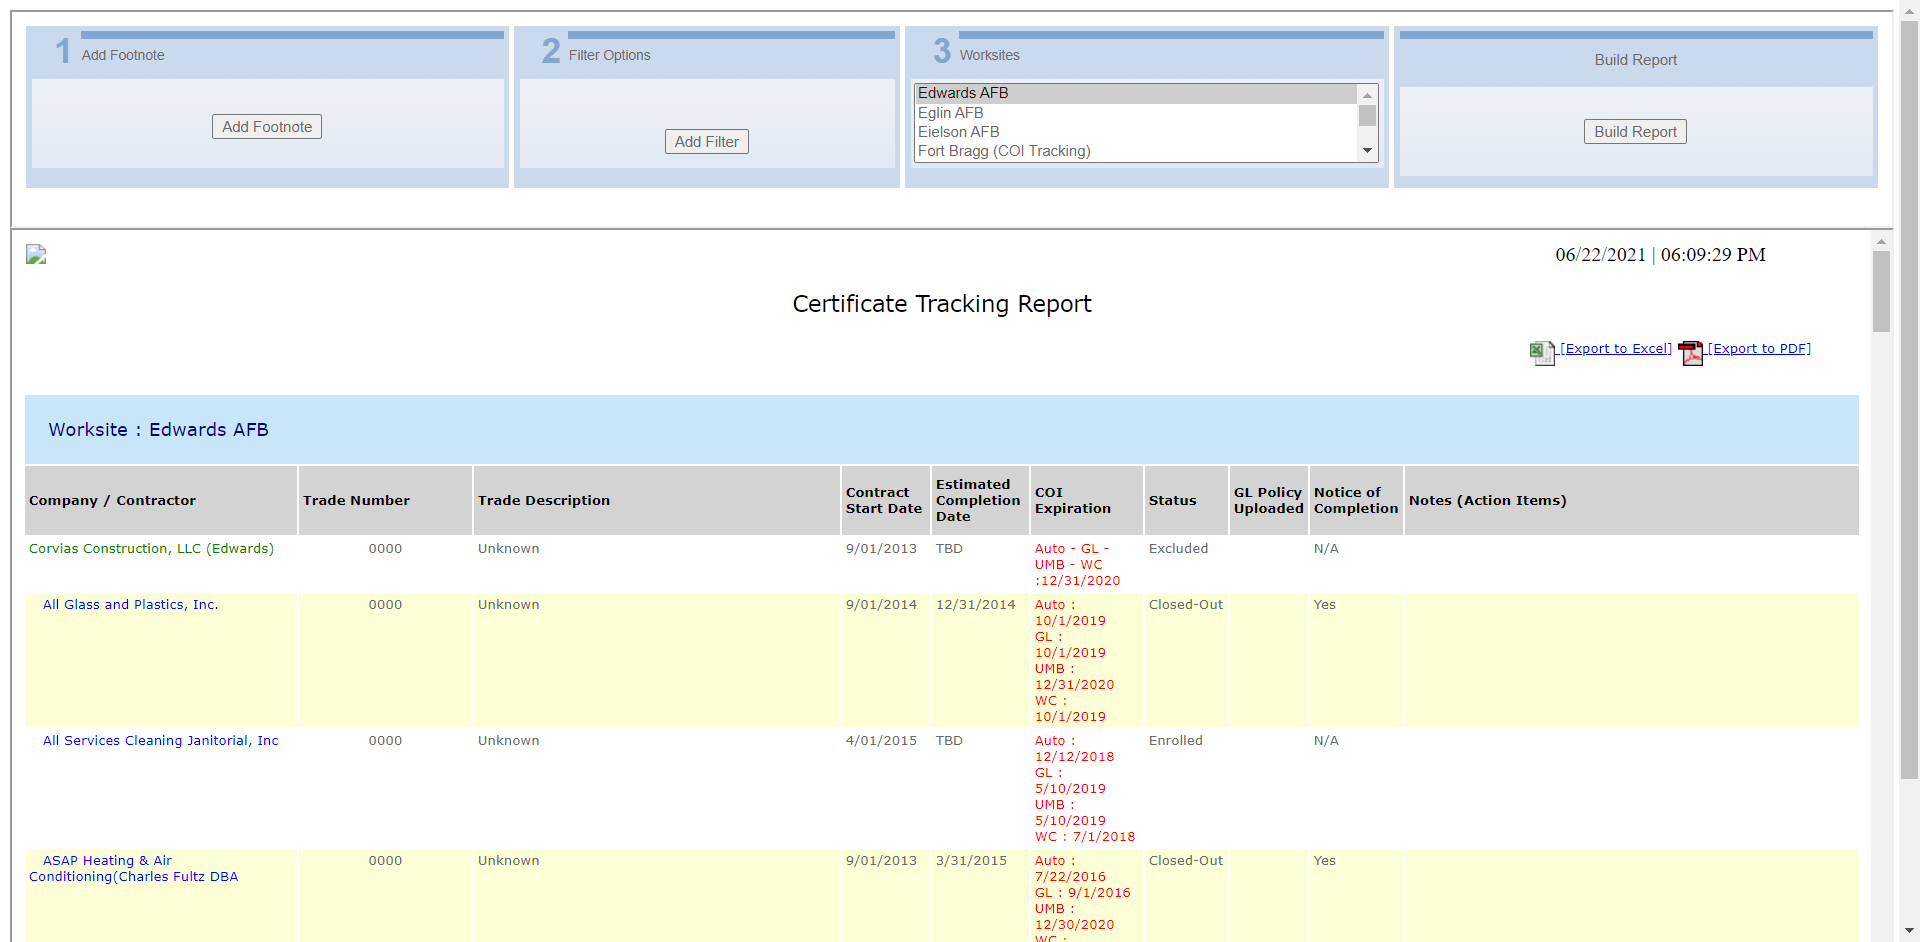 1 Add Footnote
Add Footnote
2 Filter Options
Add Filter
3 Worksites
Edwards AFB
Eglin AFB
Eielson AFB
Fort Bragg (COI Tracking)
Build Report
Build Report
06/22/2021 | 06:09:29 PM
Certificate Tracking Report
[Export to Excel] [Export to PDF]
Worksite : Edwards AFB
Company / Contractor
Trade Number
Trade Description
Contract
Start Date
Estimated
Completion
Date
COI
Expiration
Status
GL Policy
Uploaded
Notice of
Completion
Notes (Action Items)
Corvias Construction, LLC (Edwards)
0000
Unknown
9/01/2013
TBD
Auto - GL -
UMB - WC
:12/31/2020
Excluded
N/A
All Glass and Plastics, Inc.
0000
Unknown
9/01/2014
12/31/2014
Auto :
10/1/2019
GL :
10/1/2019
UMB :
12/31/2020
WC :
10/1/2019
Closed-Out
Yes
All Services Cleaning Janitorial, Inc
0000
Unknown
4/01/2015
TBD
Auto :
12/12/2018
GL :
5/10/2019
UMB :
5/10/2019
WC : 7/1/2018
Enrolled
N/A
ASAP Heating & Air
Conditioning(Charles Fultz DBA
0000
Unknown
9/01/2013
3/31/2015
Auto :
7/22/2016
GL : 9/1/2016
UMB :
12/30/2020
WC :
Closed-Out
Yes